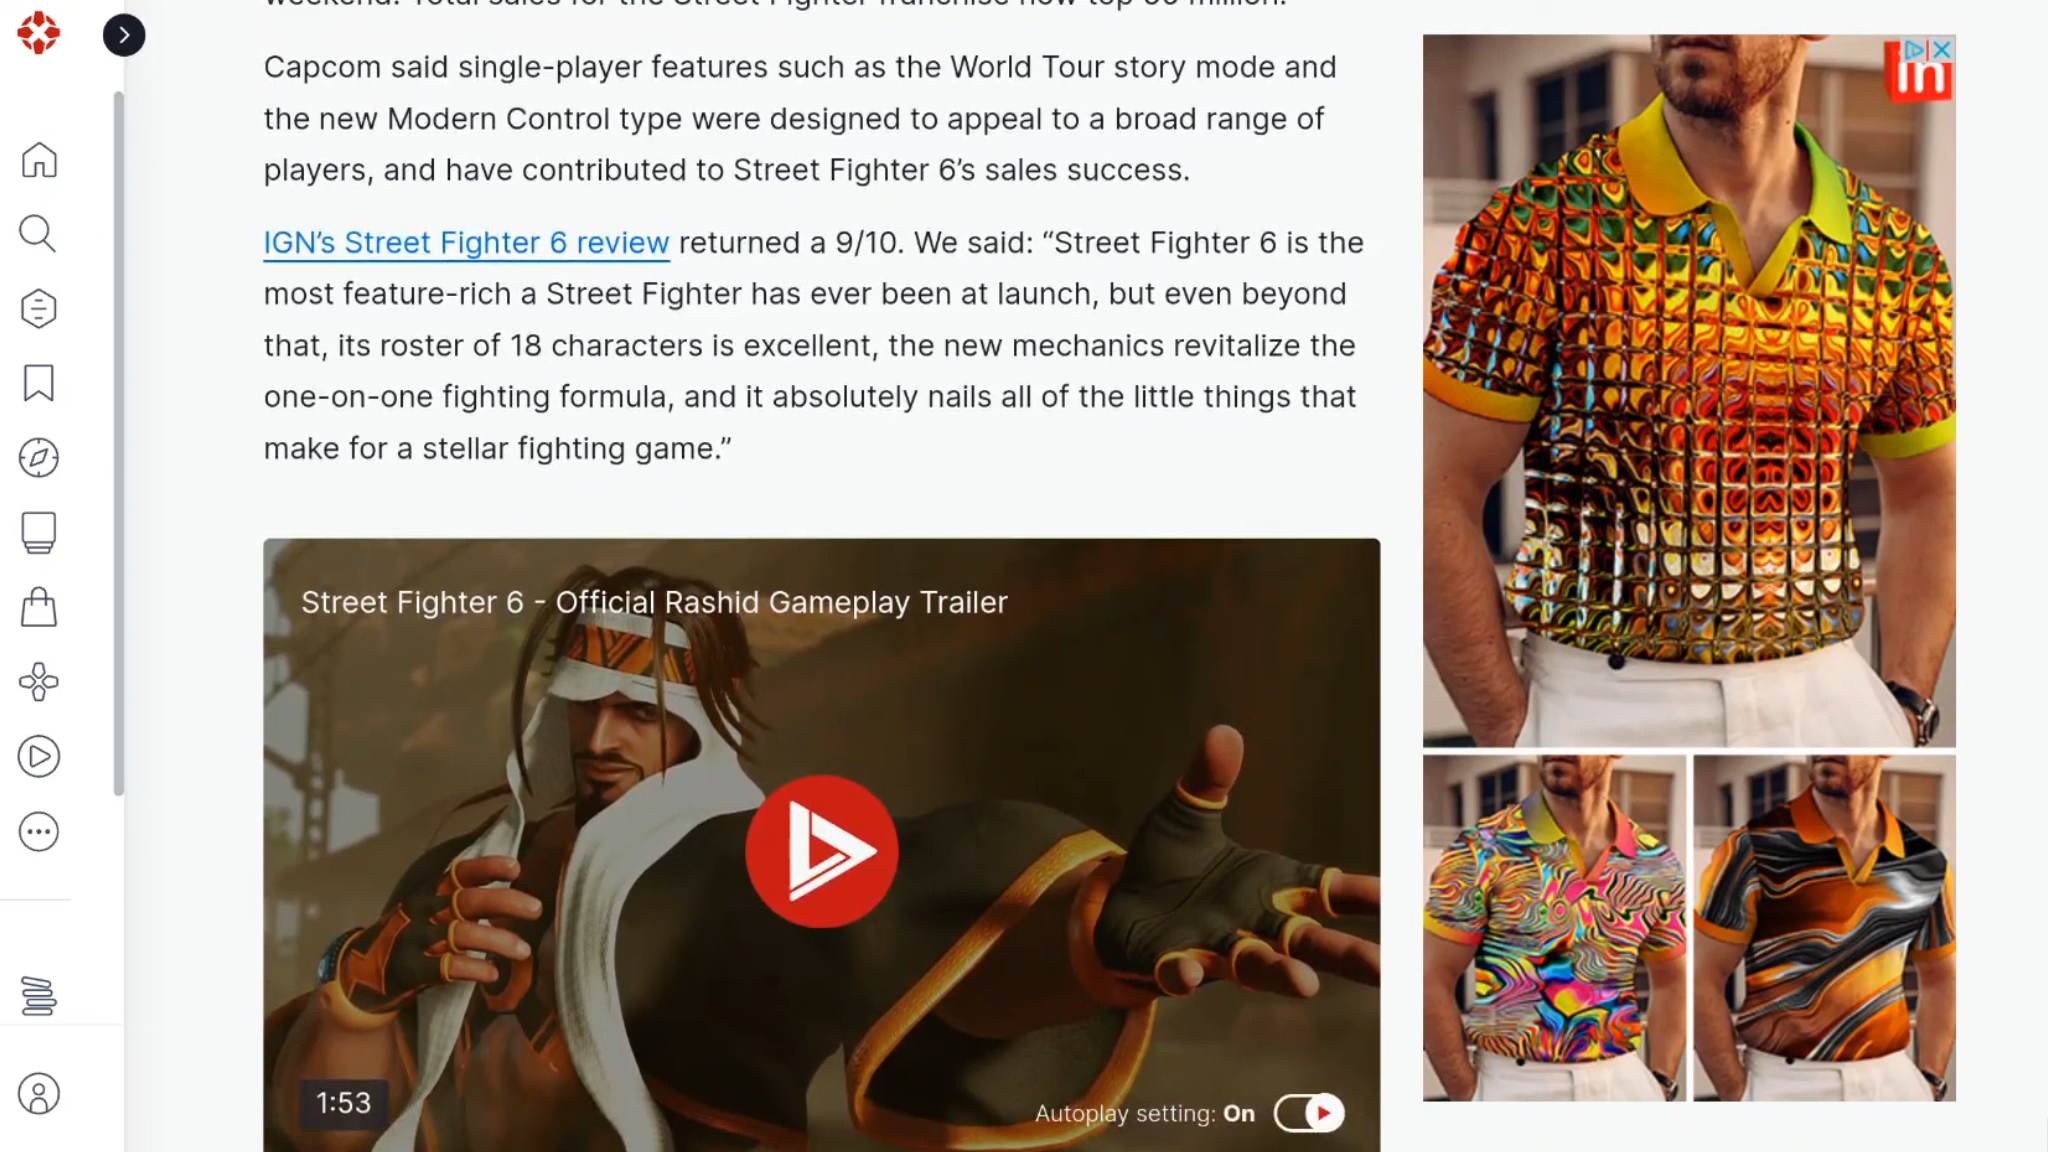 Capcom said single-player features such as the World Tour story mode and
the new Modern Control type were designed to appeal to a broad range of
players, and have contributed to Street Fighter 6’s sales success.
IGN’s Street Fighter 6 review returned a 9/10. We said: “Street Fighter 6 is the
most feature-rich a Street Fighter has ever been at launch, but even beyond
that, its roster of 18 characters is excellent, the new mechanics revitalize the
one-on-one fighting formula, and it absolutely nails all of the little things that
make for a stellar fighting game.”
Street Fighter 6 - Official Rashid Gameplay Trailer
1:53
Autoplay setting: On
in